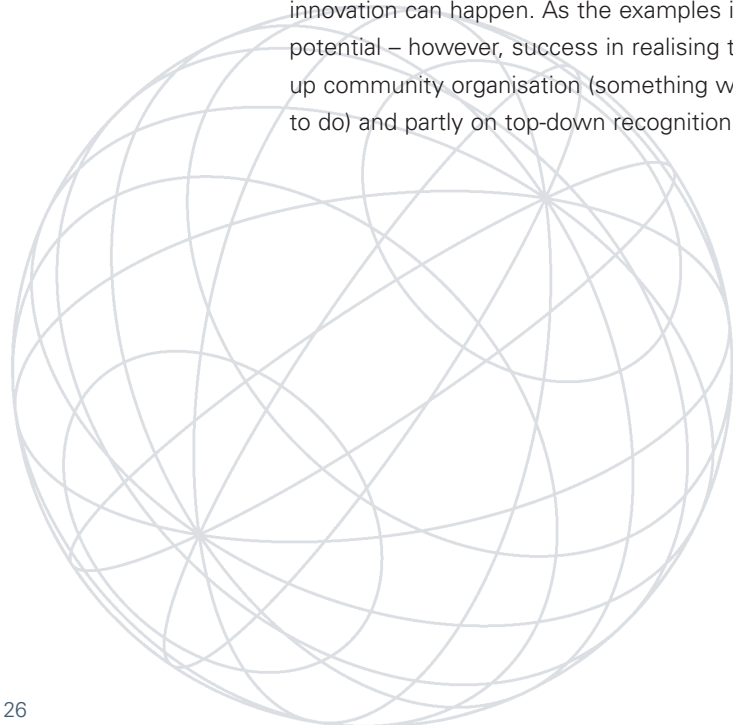 innovation can happen. As the examples i
potential – however, success in realising t
up community organisation (something w
to do) and partly on top-down recognition
26